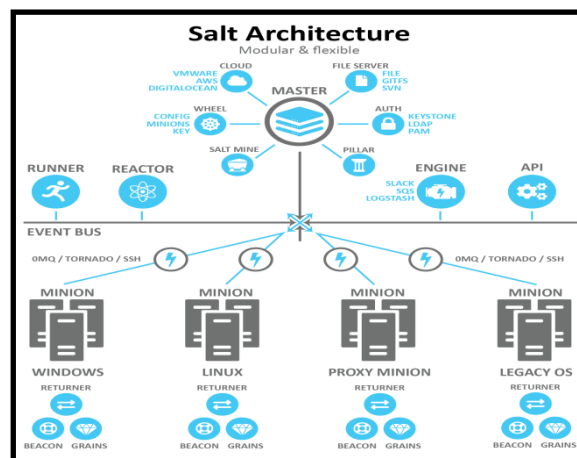 Salt Architecture
Modular & flexible
CLOUD
VMWARE
AWS
DIGITALOCEAN
FILE SERVER
FILE
GITFS
SVN
MASTER
WHEEL
CONFIG
MINIONS
KEY
AUTH
KEYSTONE
LDAP
PAM
SALT MINE
PILLAR
RUNNER
REACTOR
ENGINE
SLACK
SQS
LOGSTASH
API
EVENT BUS
0MQ / TORNADO / SSH
0MQ / TORNADO / SSH
MINION
MINION
MINION
MINION
WINDOWS
LINUX
PROXY MINION
LEGACY OS
RETURNER
RETURNER
RETURNER
RETURNER
BEACON GRAINS
BEACON GRAINS
BEACON GRAINS
BEACON GRAINS